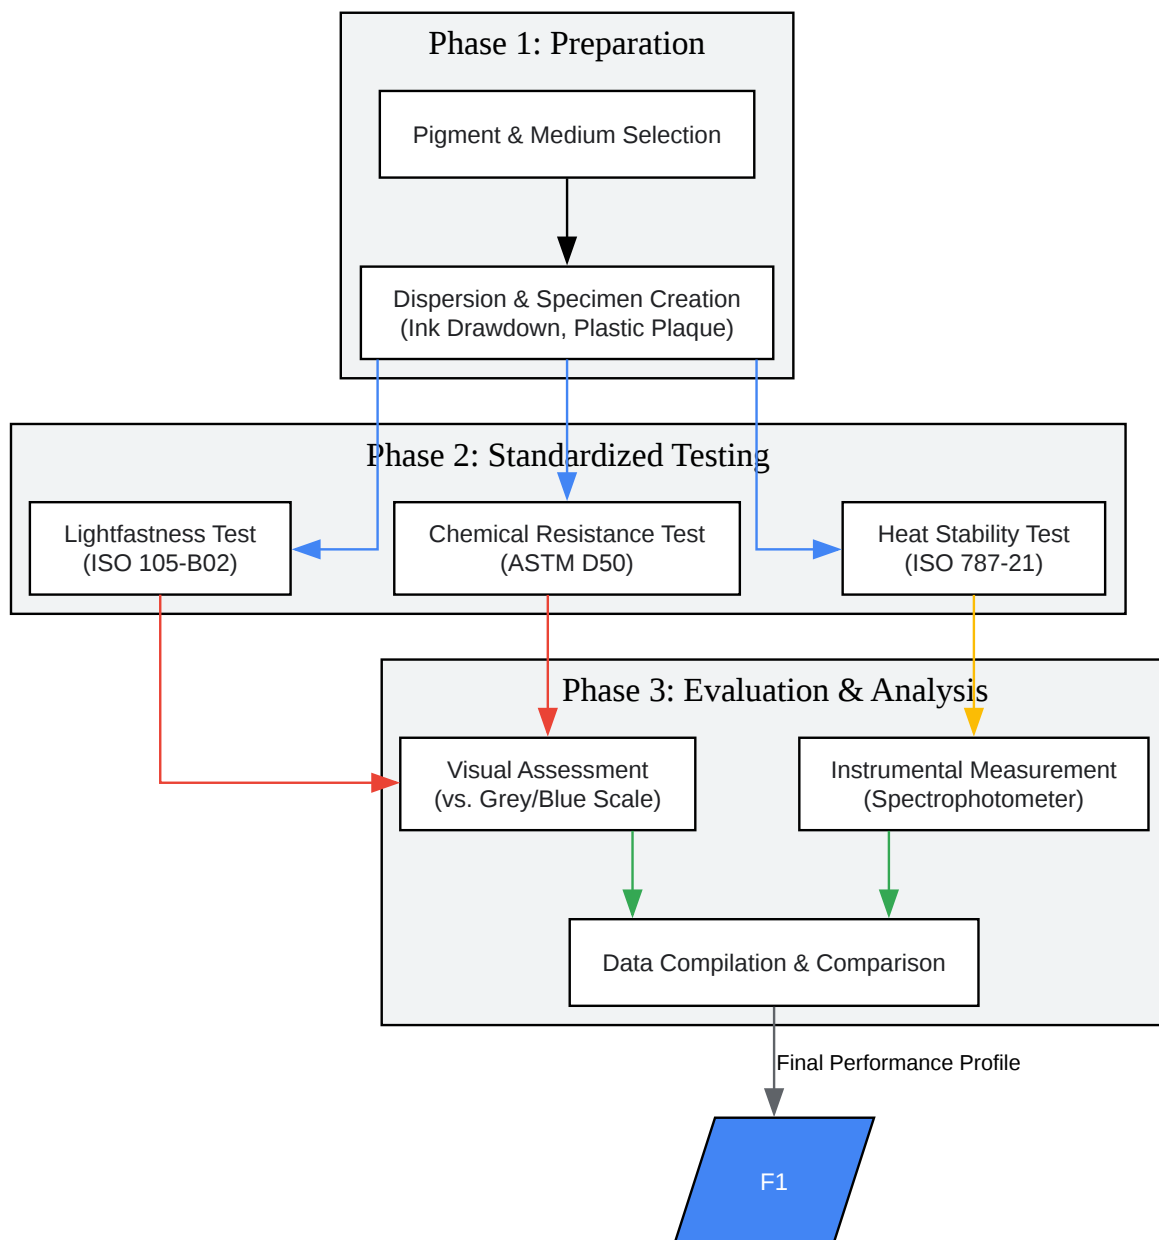 Phase 1: Preparation
Pigment & Medium Selection
Dispersion & Specimen Creation
(Ink Drawdown, Plastic Plaque)
Phase 2: Standardized Testing
Lightfastness Test
(ISO 105-B02)
Chemical Resistance Test
(ASTM D50)
Heat Stability Test
(ISO 787-21)
Phase 3: Evaluation & Analysis
Visual Assessment
(vs. Grey/Blue Scale)
Instrumental Measurement
(Spectrophotometer)
Data Compilation & Comparison
Final Performance Profile
F1